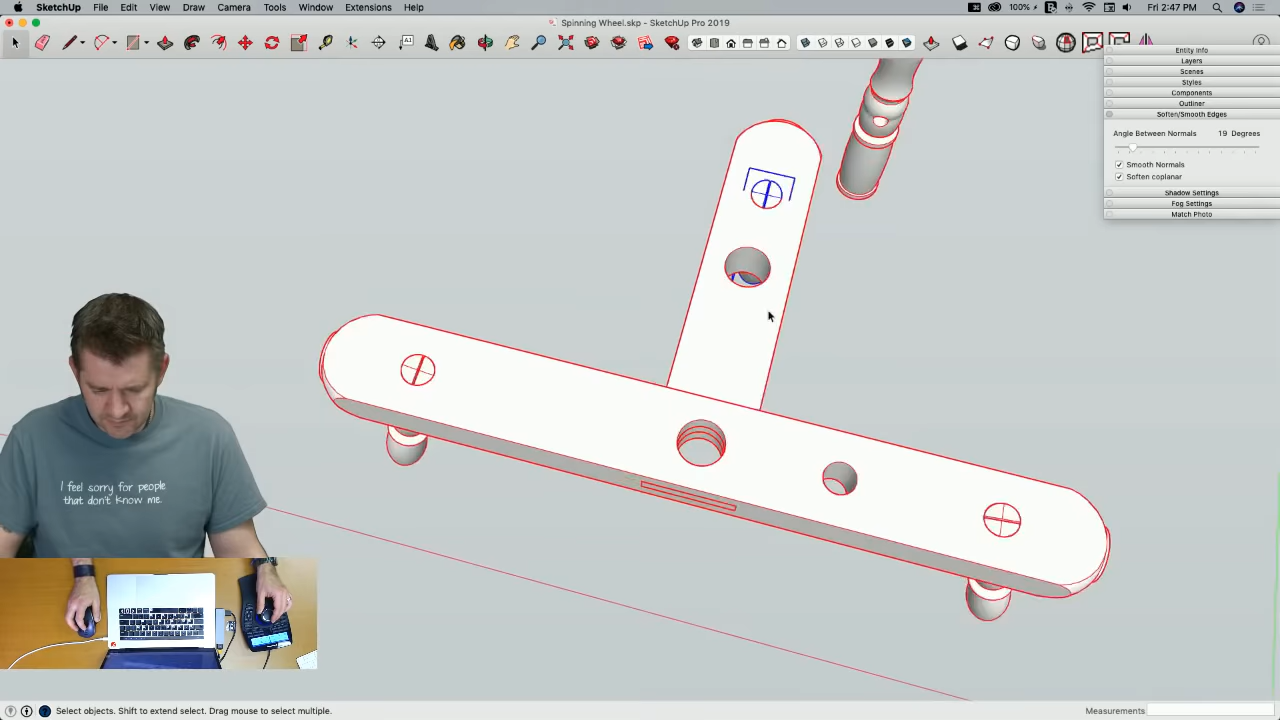 SketchUp File Edit View Draw Camera Tools Window Extensions Help
100% Fri 2:47 PM
Spinning Wheel.skp - SketchUp Pro 2019
Entity Info
Layers
Scenes
Styles
Components
Outliner
Soften/Smooth Edges
Angle Between Normals 19 Degrees
Smooth Normals
Soften coplanar
Shadow Settings
Fog Settings
Match Photo
I feel sorry for people
that don't know me.
Select objects. Shift to extend select. Drag mouse to select multiple.
Measurements